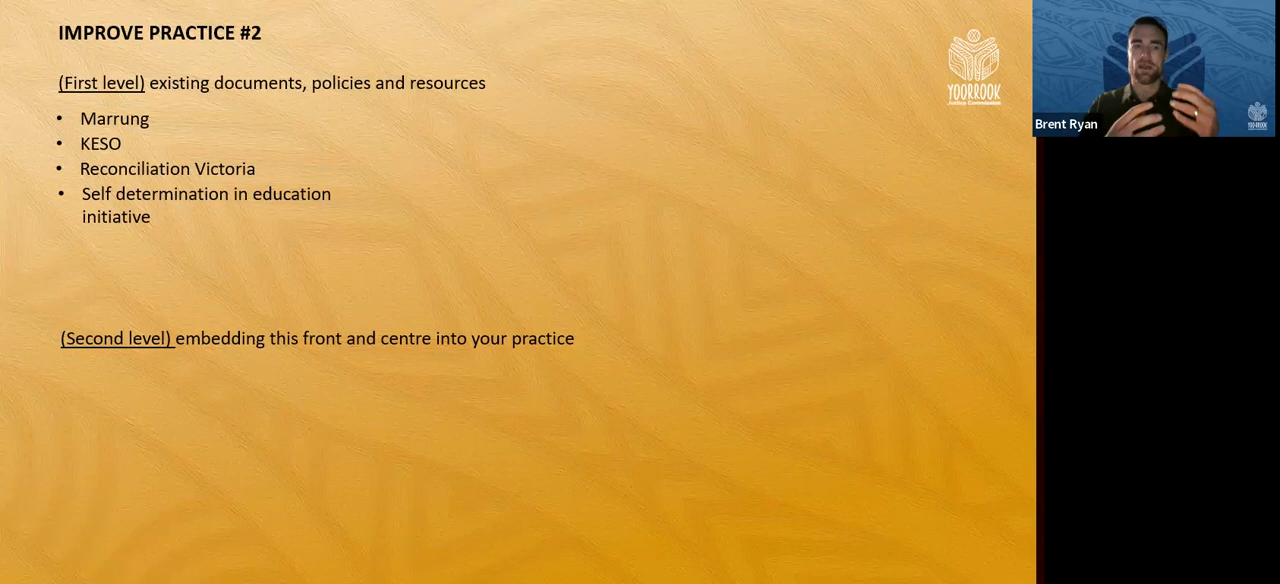 IMPROVE PRACTICE #2
YOORROOK
Justice Commission
Brent Ryan
(First level) existing documents, policies and resources
• Marrung
• KESO
• Reconciliation Victoria
• Self determination in education
initiative
(Second level) embedding this front and centre into your practice